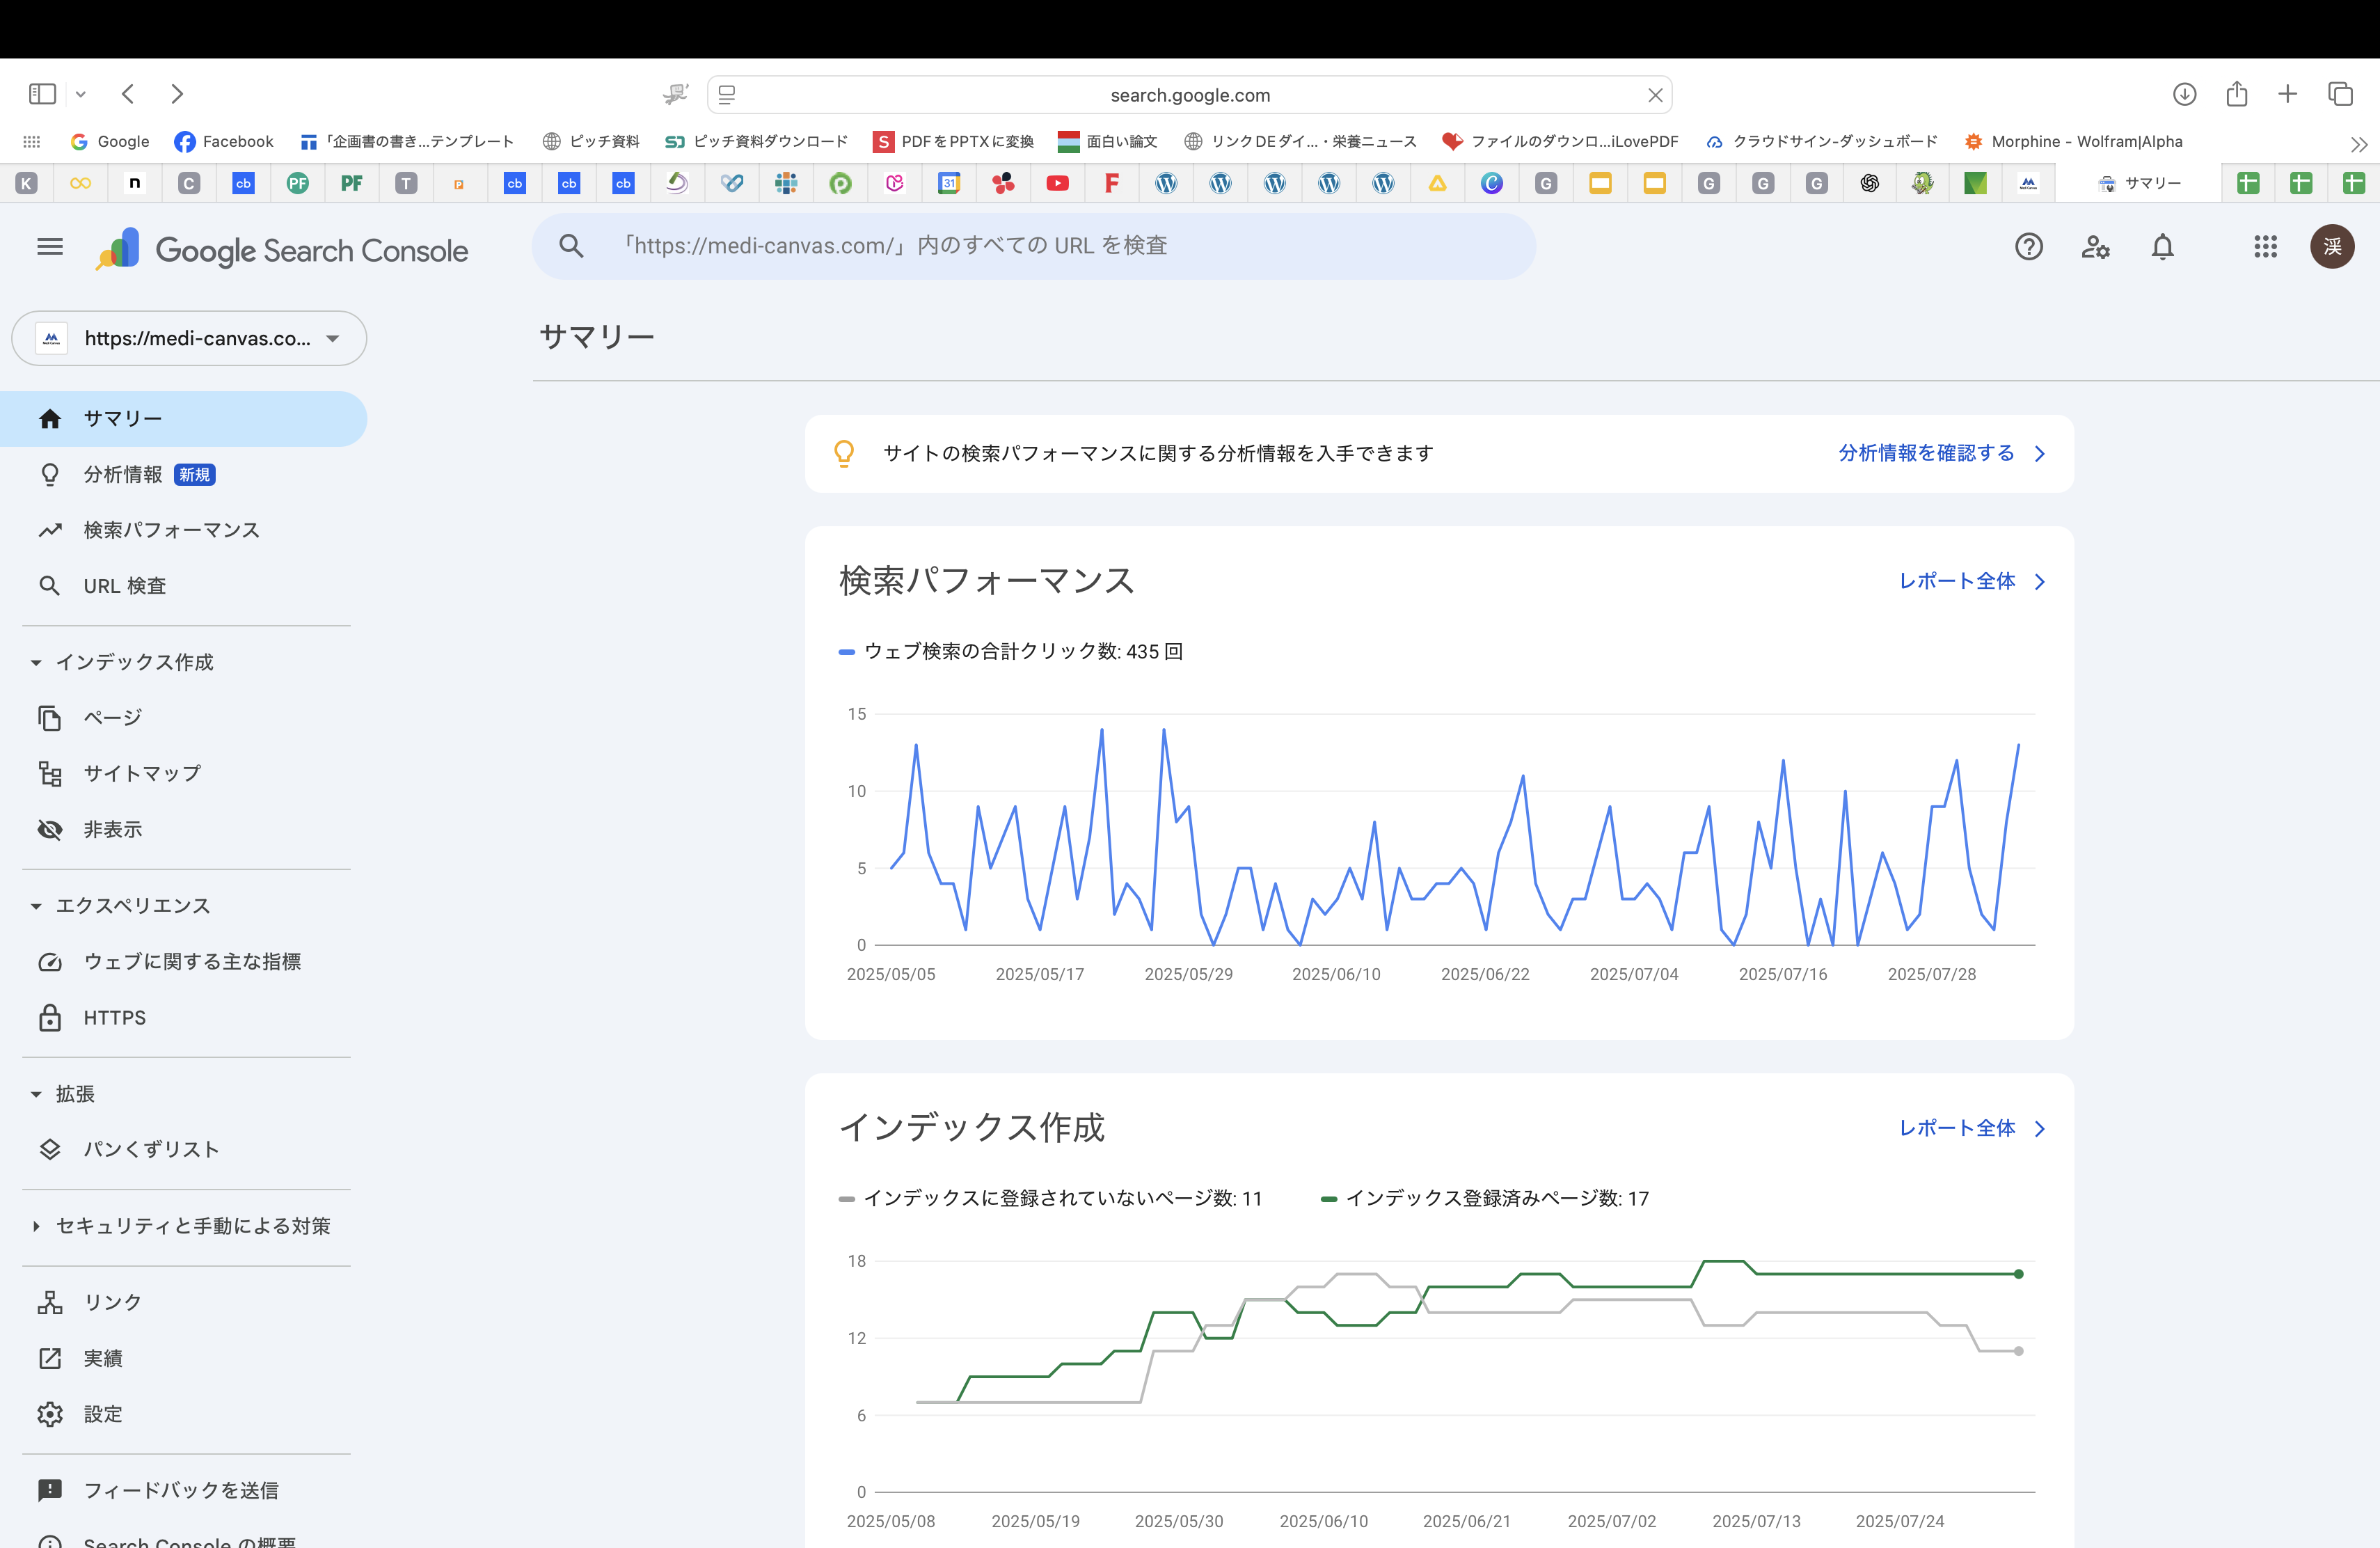 search.google.com
Google Facebook 「企画書の書き...テンプレート ピッチ資料 ピッチ資料ダウンロード PDFをPPTXに変換 面白い論文 リンクDEダイ...・栄養ニュース ファイルのダウンロ...iLovePDF クラウドサイン-ダッシュボード Morphine - Wolfram|Alpha
K n C cb PF PF T P cb cb cb 31 F C G G G G サマリー
Google Search Console
「https://medi-canvas.com/」内のすべての URL を検査
渓
https://medi-canvas.co...
サマリー
分析情報 新規
検索パフォーマンス
URL 検査
インデックス作成
ページ
サイトマップ
非表示
エクスペリエンス
ウェブに関する主な指標
HTTPS
拡張
パンくずリスト
セキュリティと手動による対策
リンク
実績
設定
フィードバックを送信
Search Console の概要
サマリー
サイトの検索パフォーマンスに関する分析情報を入手できます
分析情報を確認する
検索パフォーマンス
レポート全体
ウェブ検索の合計クリック数: 435 回
15
10
5
0
2025/05/05 2025/05/17 2025/05/29 2025/06/10 2025/06/22 2025/07/04 2025/07/16 2025/07/28
インデックス作成
レポート全体
インデックスに登録されていないページ数: 11 インデックス登録済みページ数: 17
18
12
6
0
2025/05/08 2025/05/19 2025/05/30 2025/06/10 2025/06/21 2025/07/02 2025/07/13 2025/07/24